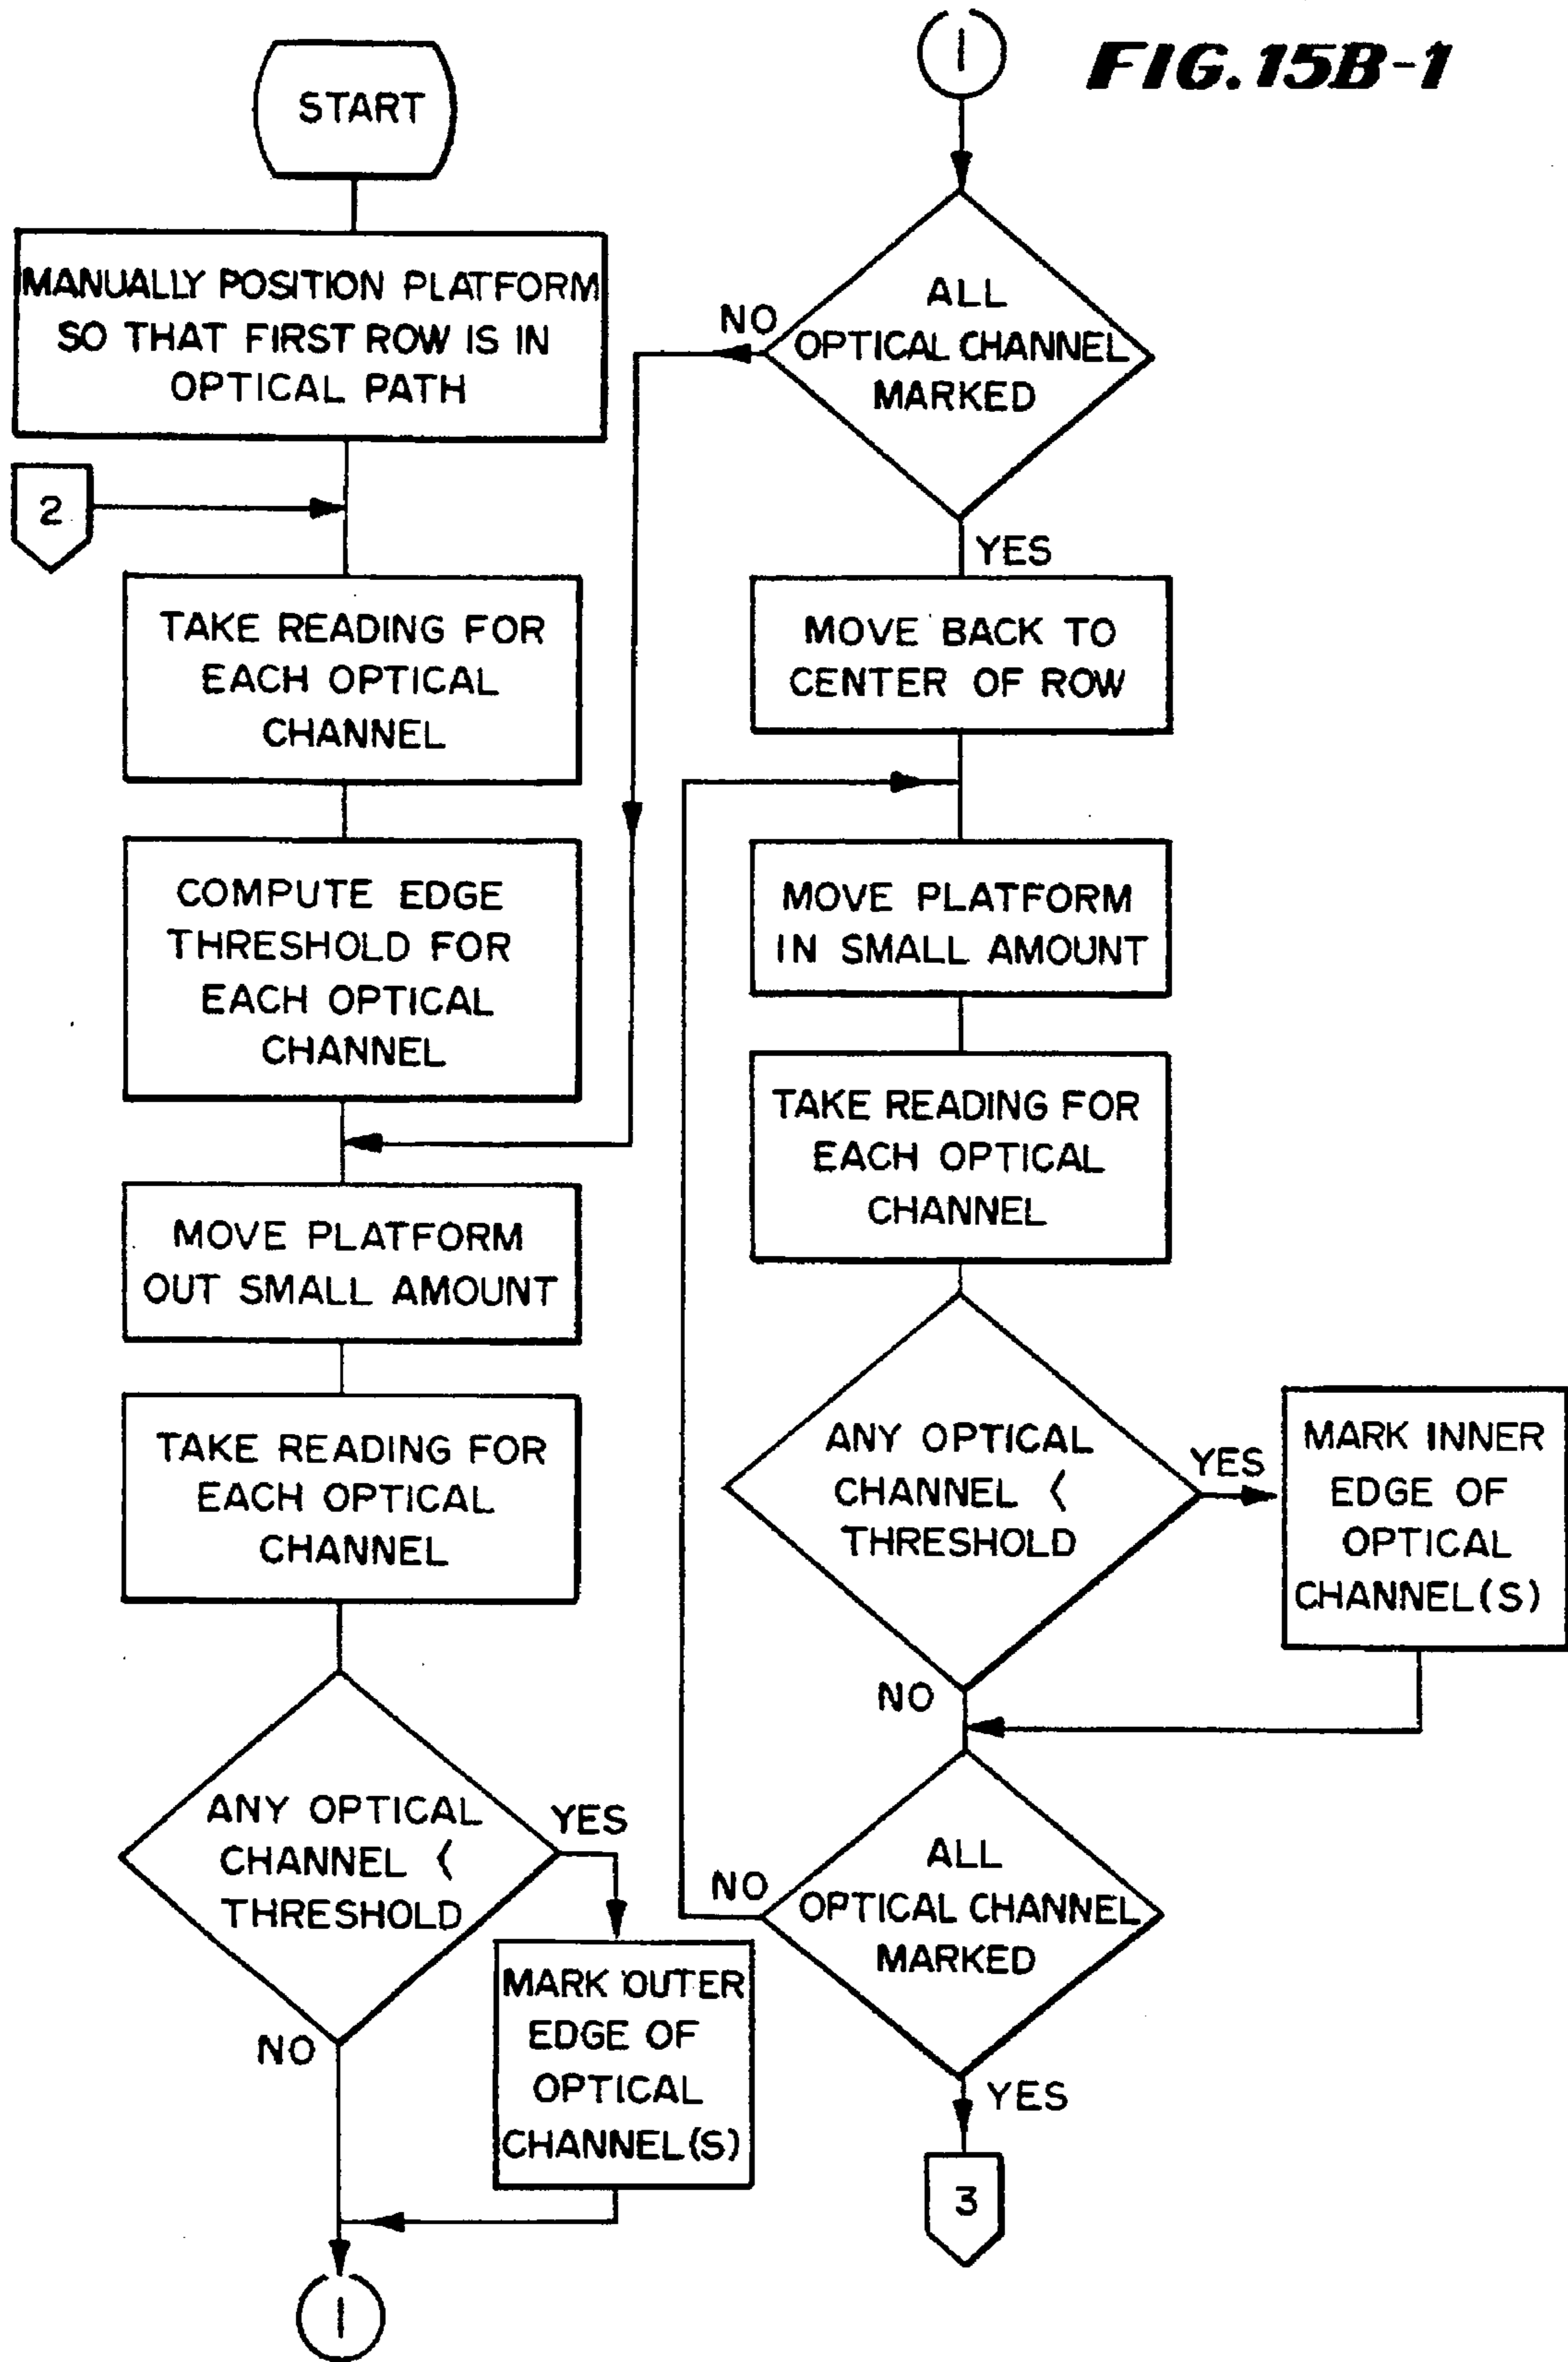 FIG. 15B-1
START
MANUALLY POSITION PLATFORM
SO THAT FIRST ROW IS IN
OPTICAL PATH
2
TAKE READING FOR
EACH OPTICAL
CHANNEL
COMPUTE EDGE
THRESHOLD FOR
EACH OPTICAL
CHANNEL
MOVE PLATFORM
OUT SMALL AMOUNT
TAKE READING FOR
EACH OPTICAL
CHANNEL
ANY OPTICAL
CHANNEL <
THRESHOLD
YES
MARK OUTER
EDGE OF
OPTICAL
CHANNEL(S)
NO
1
1
ALL
OPTICAL CHANNEL
MARKED
NO
YES
MOVE BACK TO
CENTER OF ROW
MOVE PLATFORM
IN SMALL AMOUNT
TAKE READING FOR
EACH OPTICAL
CHANNEL
ANY OPTICAL
CHANNEL <
THRESHOLD
YES
MARK INNER
EDGE OF
OPTICAL
CHANNEL(S)
NO
ALL
OPTICAL CHANNEL
MARKED
NO
YES
3